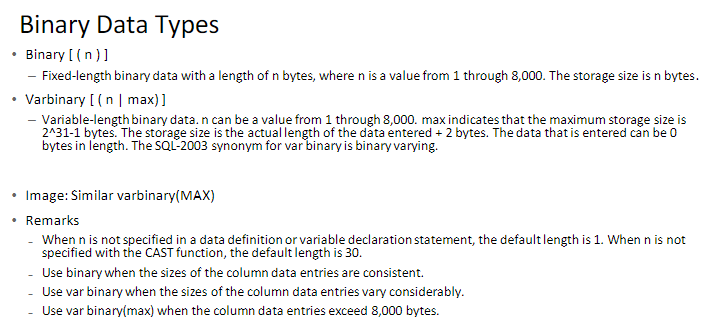 Binary Data Types
• Binary [ ( n ) ]
– Fixed-length binary data with a length of n bytes, where n is a value from 1 through 8,000. The storage size is n bytes.
• Varbinary [ ( n | max) ]
– Variable-length binary data. n can be a value from 1 through 8,000. max indicates that the maximum storage size is
2^31-1 bytes. The storage size is the actual length of the data entered + 2 bytes. The data that is entered can be 0
bytes in length. The SQL-2003 synonym for var binary is binary varying.
• Image: Similar varbinary(MAX)
• Remarks
– When n is not specified in a data definition or variable declaration statement, the default length is 1. When n is not
specified with the CAST function, the default length is 30.
– Use binary when the sizes of the column data entries are consistent.
– Use var binary when the sizes of the column data entries vary considerably.
– Use var binary(max) when the column data entries exceed 8,000 bytes.